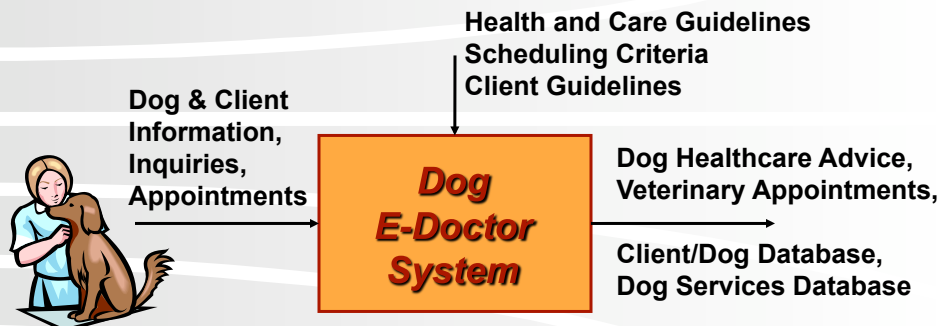 Health and Care Guidelines
Scheduling Criteria
Client Guidelines
Dog & Client
Information,
Inquiries,
Appointments
Dog
E-Doctor
System
Dog Healthcare Advice,
Veterinary Appointments,
Client/Dog Database,
Dog Services Database